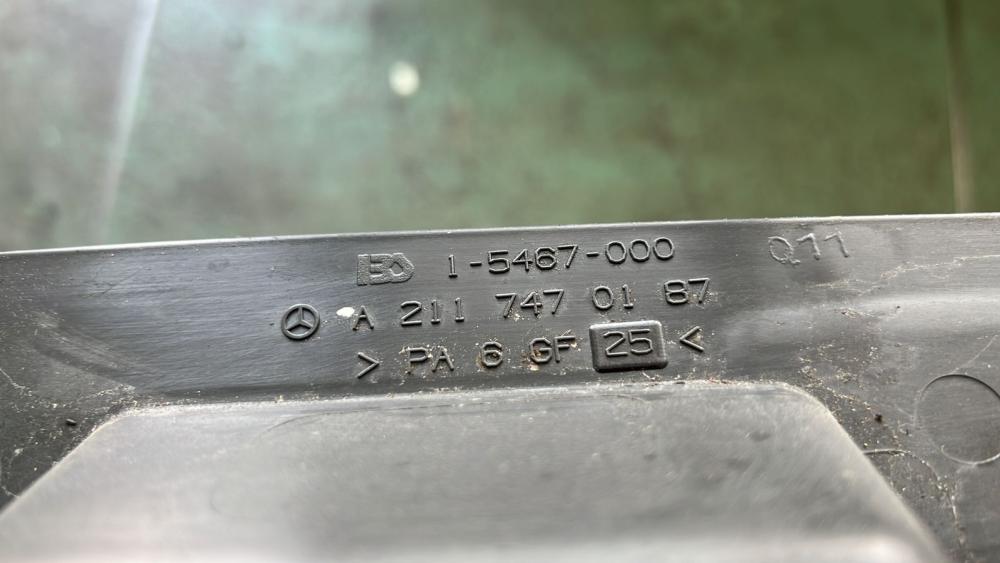 1-5467-000
Q11
A 211 747 01 87
> PA 6 GF 25 <